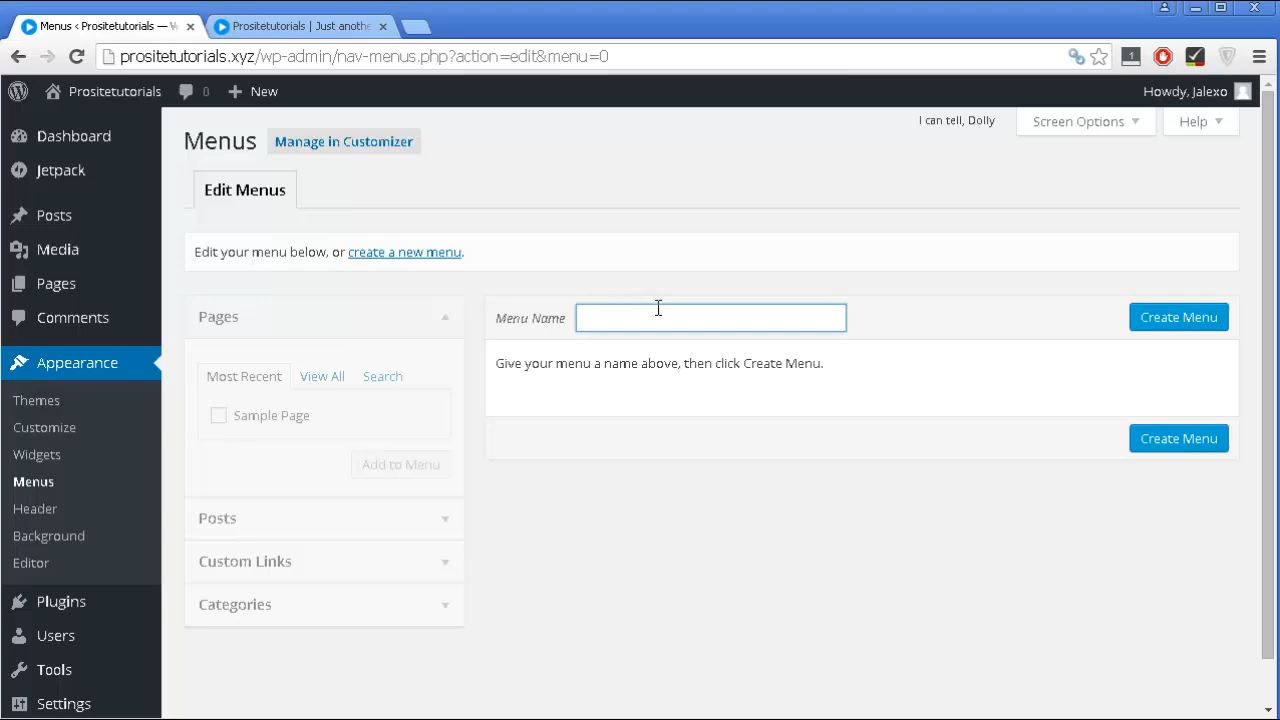 Menus < Prositetutorials — W
Prositetutorials | Just anothe
prositetutorials.xyz/wp-admin/nav-menus.php?action=edit&menu=0
1
Prositetutorials
0
New
Howdy, Jalexo
Dashboard
Jetpack
Posts
Media
Pages
Comments
Appearance
Themes
Customize
Widgets
Menus
Header
Background
Editor
Plugins
Users
Tools
Settings
I can tell, Dolly
Screen Options
Help
Menus
Manage in Customizer
Edit Menus
Edit your menu below, or create a new menu.
Pages
Most Recent
View All
Search
Sample Page
Add to Menu
Posts
Custom Links
Categories
Menu Name
Create Menu
Give your menu a name above, then click Create Menu.
Create Menu